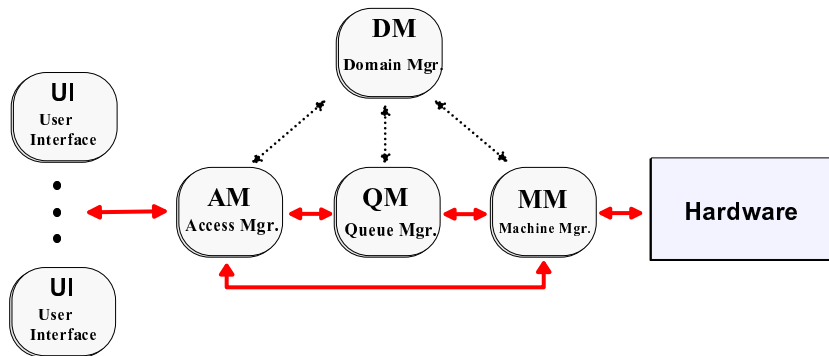 DM
Domain Mgr.
UI
User
Interface
AM
Access Mgr.
QM
Queue Mgr.
MM
Machine Mgr.
Hardware
UI
User
Interface